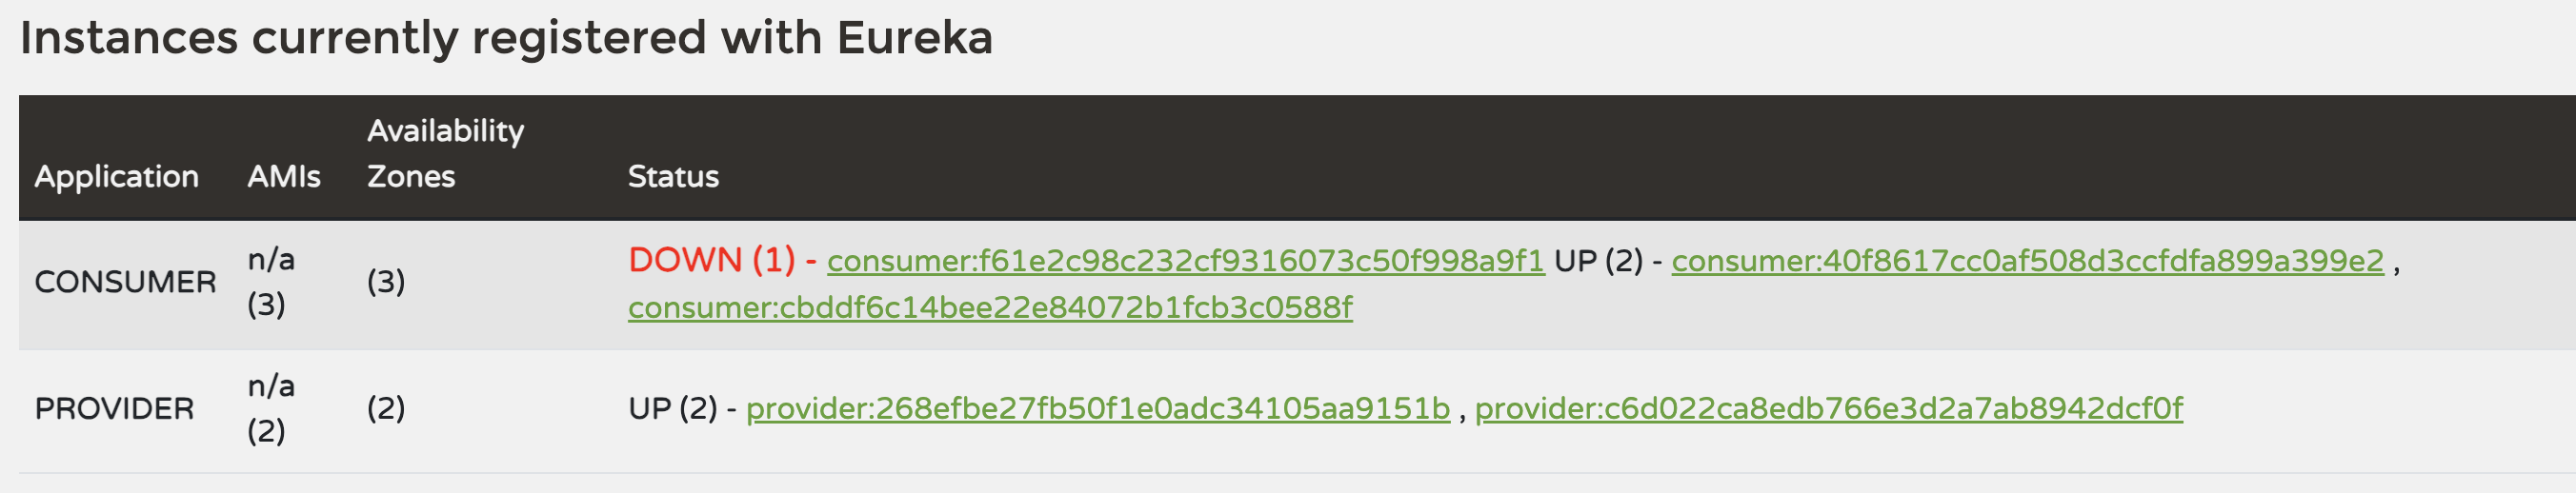 Instances currently registered with Eureka
Application AMIs Availability Zones Status
CONSUMER n/a (3) (3) DOWN (1) - consumer:f61e2c98c232cf9316073c50f998a9f1 UP (2) - consumer:40f8617cc0af508d3ccfdfa899a399e2 ,
consumer:cbddf6c14bee22e84072b1fcb3c0588f
PROVIDER n/a (2) (2) UP (2) - provider:268efbe27fb50f1e0adc34105aa9151b , provider:c6d022ca8edb766e3d2a7ab8942dcf0f